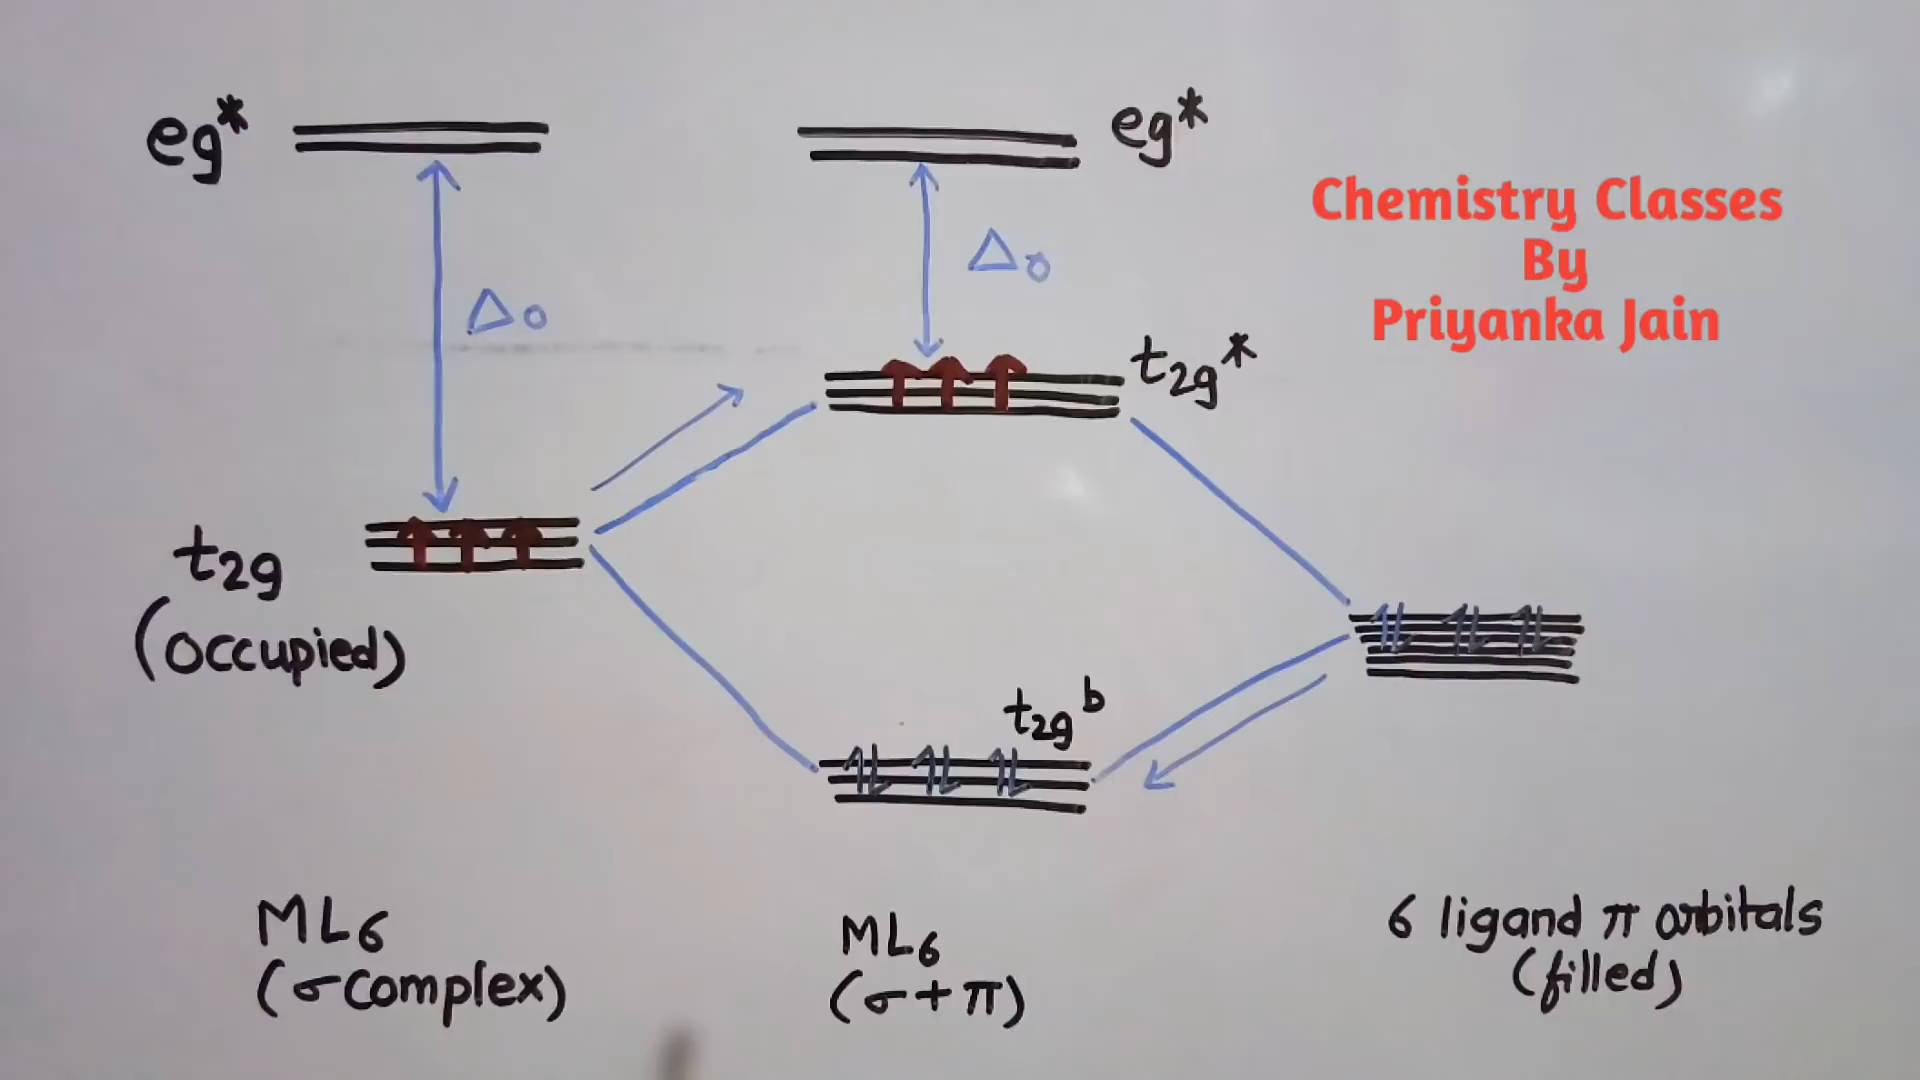 eg*
eg*
Chemistry Classes
By
Priyanka Jain
Δo
Δo
t2g*
t2g
(occupied)
t2g b
ML6
(σ complex)
ML6
(σ + π)
6 ligand π orbitals
(filled)